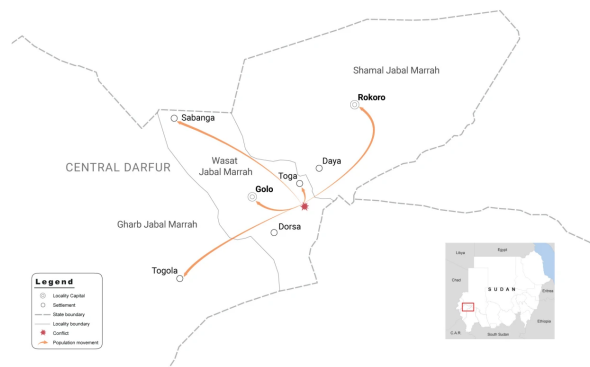 Shamal Jabal Marrah
Rokoro
Sabanga
CENTRAL DARFUR
Wasat
Jabal Marrah
Daya
Toga
Golo
Gharb Jabal Marrah
Dorsa
Togola
Legend
Locality Capital
Settlement
State boundary
Locality boundary
Conflict
Population movement
Libya
Egypt
Chad
SUDAN
Eritrea
Ethiopia
C.A.R.
South Sudan